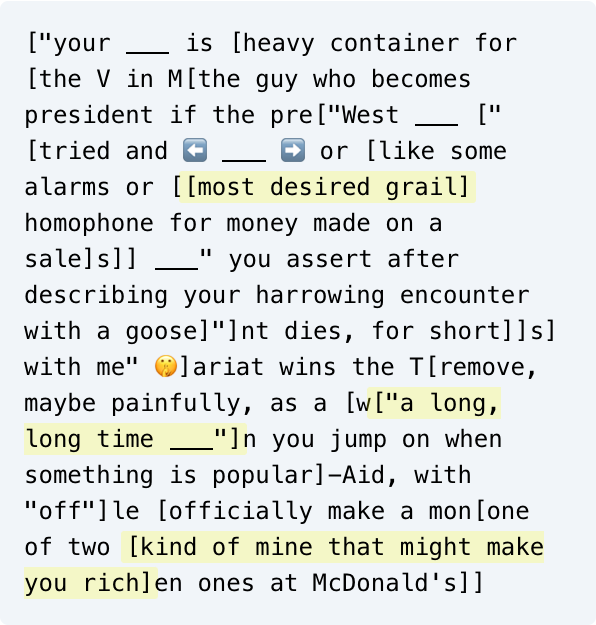 ["your ___ is [heavy container for
[the V in M[the guy who becomes
president if the pre["West ___ ["
[tried and ⬅️ ___ ➡️ or [like some
alarms or [[most desired grail]
homophone for money made on a
sale]s]] ___" you assert after
describing your harrowing encounter
with a goose]"]nt dies, for short]]s]
with me" 🤫]ariat wins the T[remove,
maybe painfully, as a [w["a long,
long time ___"]n you jump on when
something is popular]-Aid, with
"off"]le [officially make a mon[one
of two [kind of mine that might make
you rich]en ones at McDonald's]]